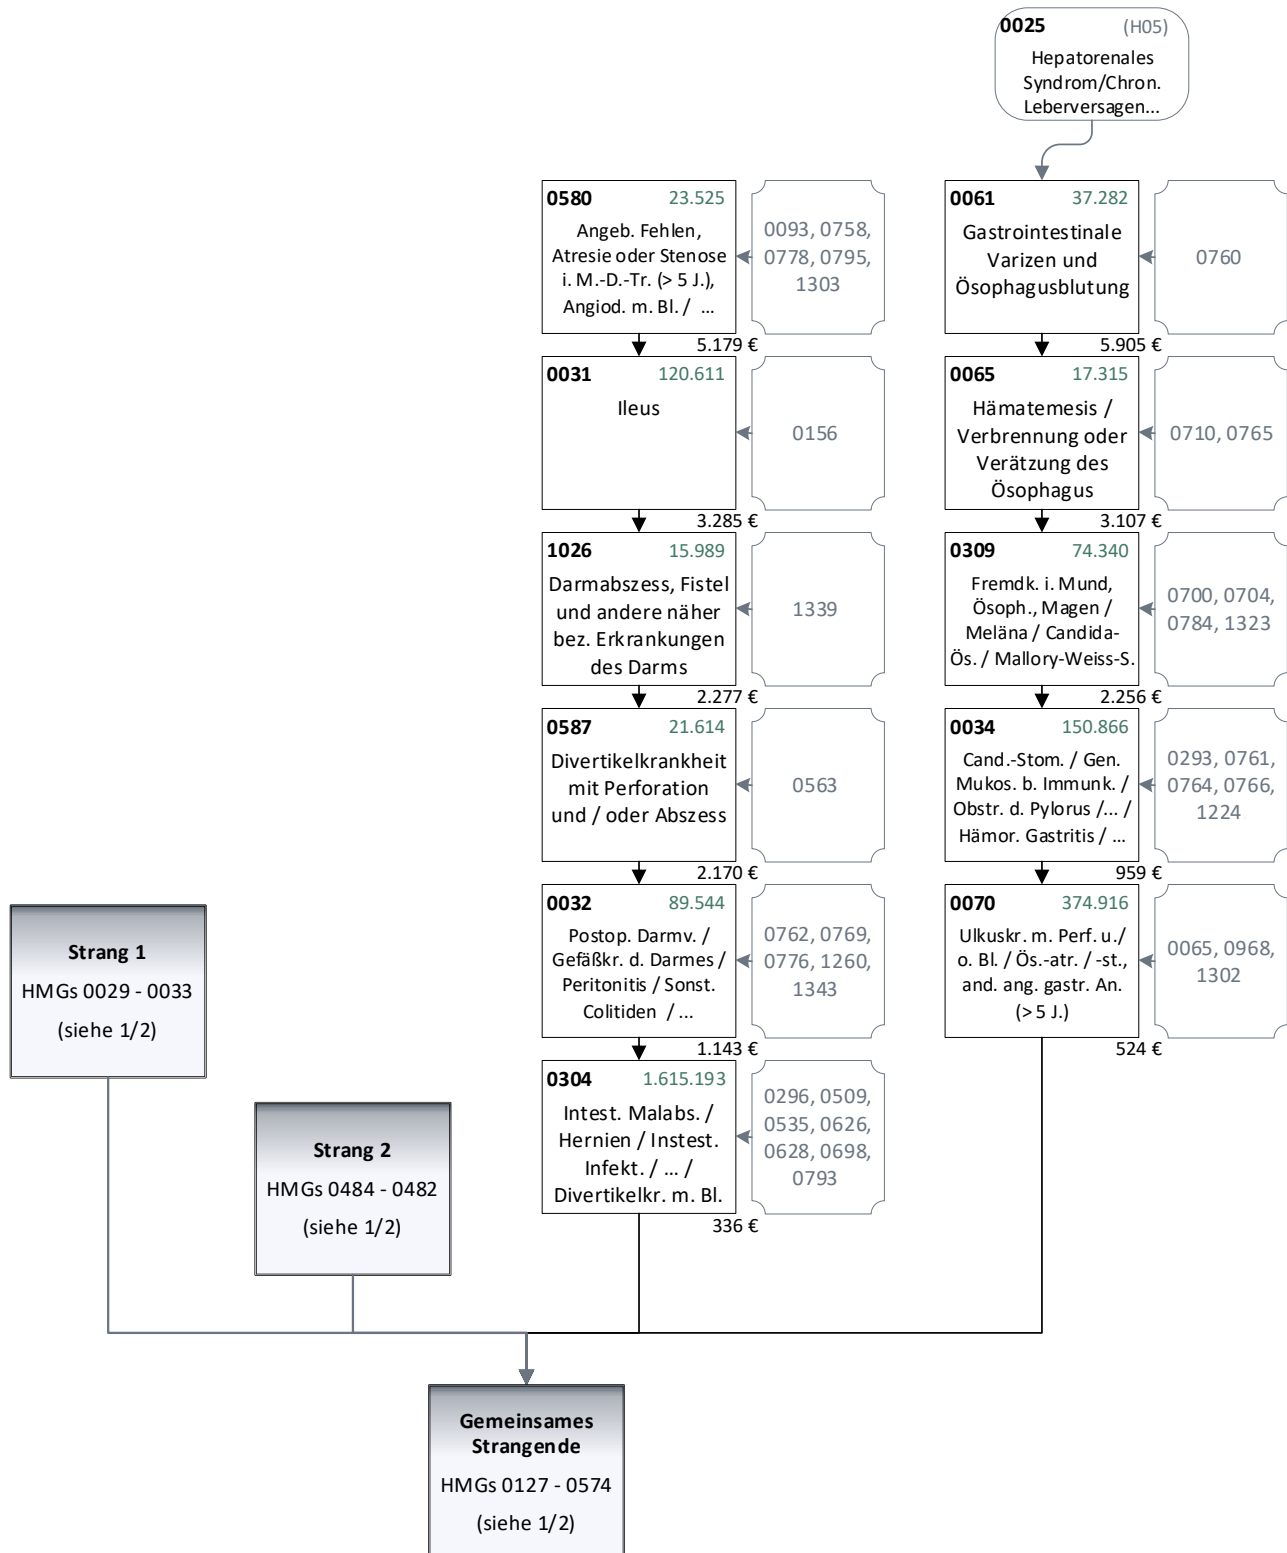 0025 (H05)
Hepatorenales
Syndrom/Chron.
Leberversagen...
0580 23.525
Angeb. Fehlen,
Atresie oder Stenose
i. M.-D.-Tr. (> 5 J.),
Angiod. m. Bl. / ...
0093, 0758,
0778, 0795,
1303
5.179 €
0031 120.611
Ileus
0156
3.285 €
1026 15.989
Darmabszess, Fistel
und andere näher
bez. Erkrankungen
des Darms
1339
2.277 €
0587 21.614
Divertikelkrankheit
mit Perforation
und / oder Abszess
0563
2.170 €
0032 89.544
Postop. Darmv. /
Gefäßkr. d. Darmes /
Peritonitis / Sonst.
Colitiden / ...
0762, 0769,
0776, 1260,
1343
1.143 €
0304 1.615.193
Intest. Malabs. /
Hernien / Instest.
Infekt. / ... /
Divertikelkr. m. Bl.
0296, 0509,
0535, 0626,
0628, 0698,
0793
336 €
0061 37.282
Gastrointestinale
Varizen und
Ösophagusblutung
0760
5.905 €
0065 17.315
Hämatemesis /
Verbrennung oder
Verätzung des
Ösophagus
0710, 0765
3.107 €
0309 74.340
Fremdk. i. Mund,
Ösoph., Magen /
Meläna / Candida-
Ös. / Mallory-Weiss-S.
0700, 0704,
0784, 1323
2.256 €
0034 150.866
Cand.-Stom. / Gen.
Mukos. b. Immunk. /
Obstr. d. Pylorus /... /
Hämor. Gastritis / ...
0293, 0761,
0764, 0766,
1224
959 €
0070 374.916
Ulkuskr. m. Perf. u./
o. Bl. / Ös.-atr. / -st.,
and. ang. gastr. An.
(> 5 J.)
0065, 0968,
1302
524 €
Strang 1
HMGs 0029 - 0033
(siehe 1/2)
Strang 2
HMGs 0484 - 0482
(siehe 1/2)
Gemeinsames
Strangende
HMGs 0127 - 0574
(siehe 1/2)